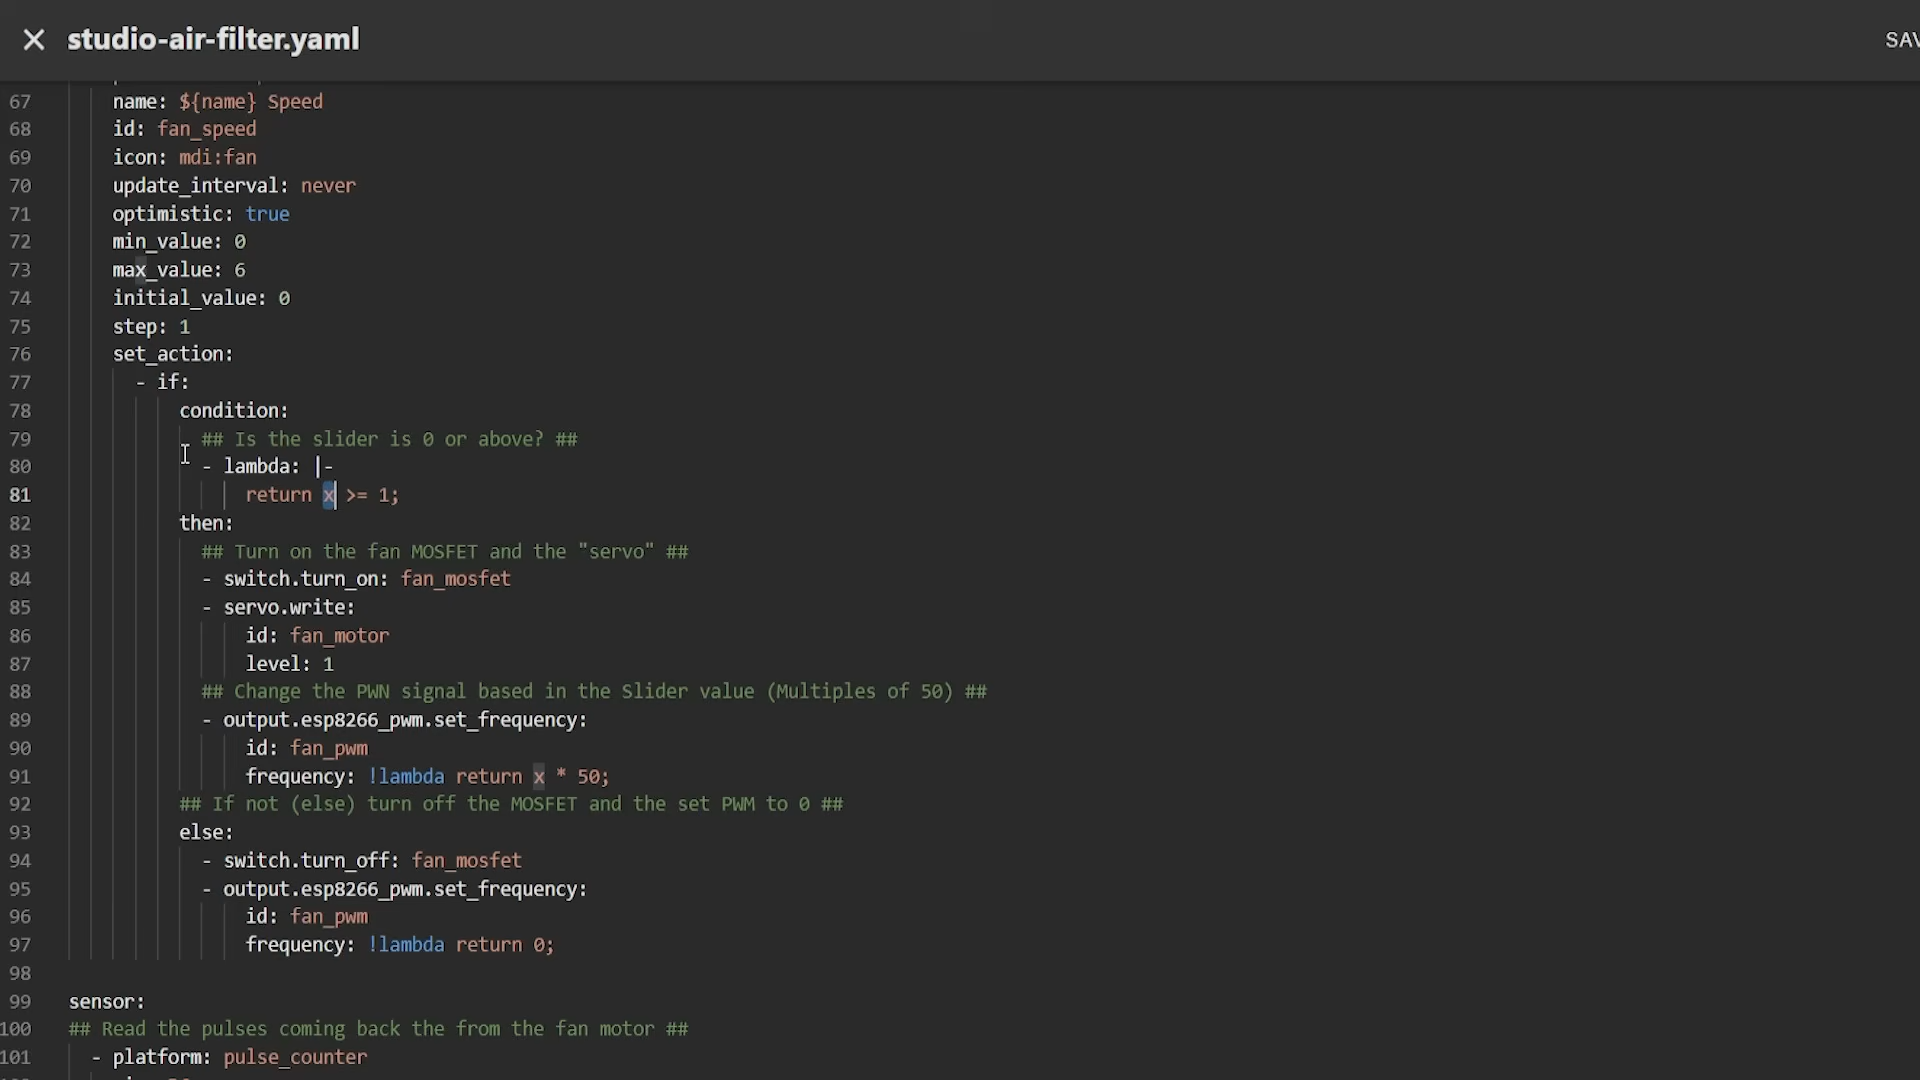 studio-air-filter.yaml
SAV
67 name: ${name} Speed
68 id: fan_speed
69 icon: mdi:fan
70 update_interval: never
71 optimistic: true
72 min_value: 0
73 max_value: 6
74 initial_value: 0
75 step: 1
76 set_action:
77 - if:
78 condition:
79 ## Is the slider is 0 or above? ##
80 - lambda: |-
81 return x >= 1;
82 then:
83 ## Turn on the fan MOSFET and the "servo" ##
84 - switch.turn_on: fan_mosfet
85 - servo.write:
86 id: fan_motor
87 level: 1
88 ## Change the PWN signal based in the Slider value (Multiples of 50) ##
89 - output.esp8266_pwm.set_frequency:
90 id: fan_pwm
91 frequency: !lambda return x * 50;
92 ## If not (else) turn off the MOSFET and the set PWM to 0 ##
93 else:
94 - switch.turn_off: fan_mosfet
95 - output.esp8266_pwm.set_frequency:
96 id: fan_pwm
97 frequency: !lambda return 0;
98
99 sensor:
100 ## Read the pulses coming back the from the fan motor ##
101 - platform: pulse_counter